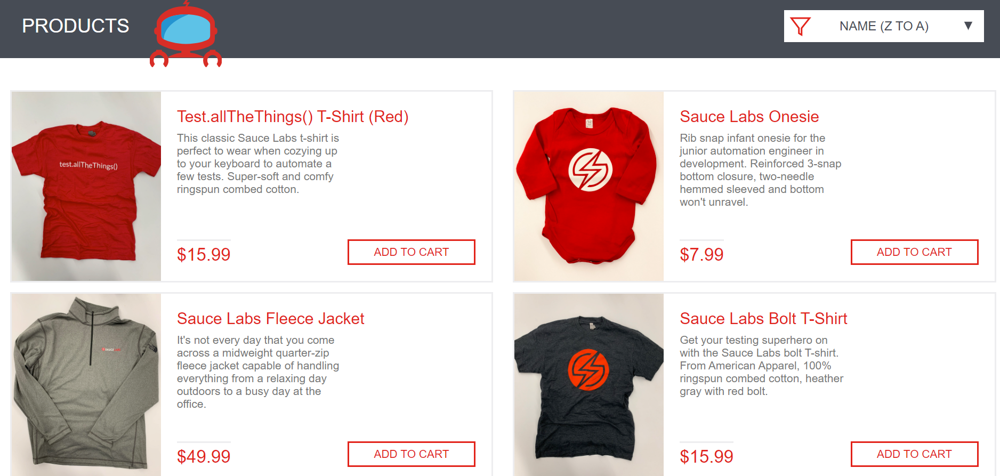 PRODUCTS
NAME (Z TO A)
Test.allTheThings() T-Shirt (Red)
This classic Sauce Labs t-shirt is
perfect to wear when cozying up
to your keyboard to automate a
few tests. Super-soft and comfy
ringspun combed cotton.
test.allTheThings()
$15.99
ADD TO CART
Sauce Labs Onesie
Rib snap infant onesie for the
junior automation engineer in
development. Reinforced 3-snap
bottom closure, two-needle
hemmed sleeved and bottom
won't unravel.
$7.99
ADD TO CART
Sauce Labs Fleece Jacket
It's not every day that you come
across a midweight quarter-zip
fleece jacket capable of handling
everything from a relaxing day
outdoors to a busy day at the
office.
SAUCE
$49.99
ADD TO CART
Sauce Labs Bolt T-Shirt
Get your testing superhero on
with the Sauce Labs bolt T-shirt.
From American Apparel, 100%
ringspun combed cotton, heather
gray with red bolt.
$15.99
ADD TO CART